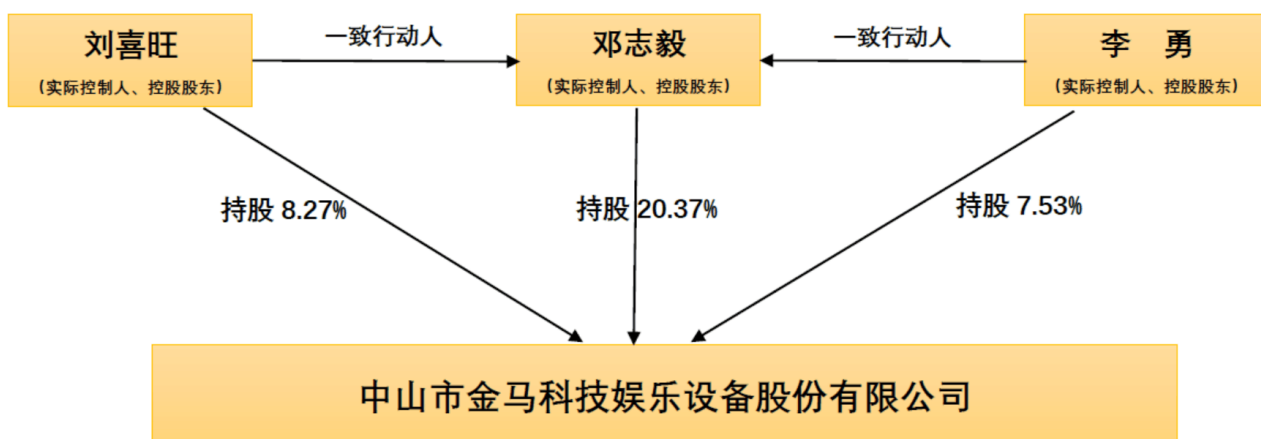 刘喜旺
(实际控制人、控股股东)
一致行动人
邓志毅
(实际控制人、控股股东)
一致行动人
李　勇
(实际控制人、控股股东)
持股 8.27%
持股 20.37%
持股 7.53%
中山市金马科技娱乐设备股份有限公司